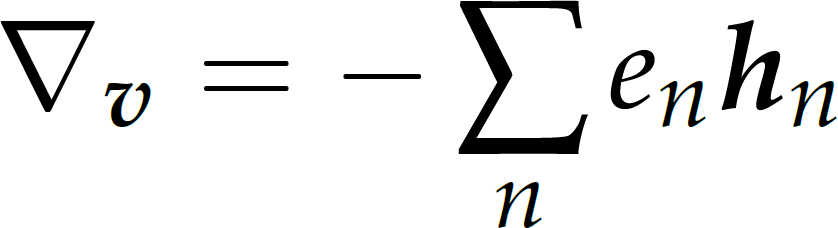 ∇_𝒗 = − ∑_n e_n 𝒉_n